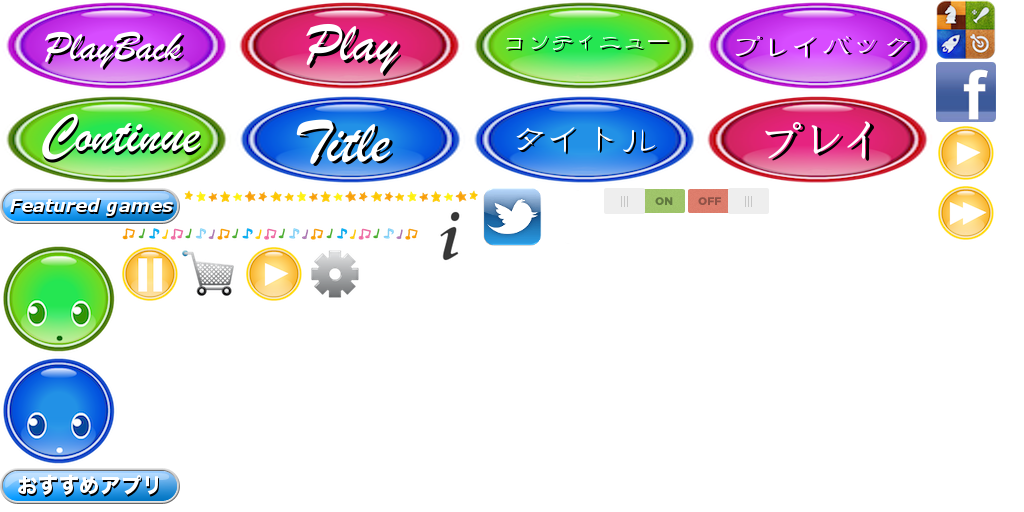 PlayBack
Play
コンティニュー
プレイバック
Continue
Title
タイトル
プレイ
Featured games
ON
OFF
おすすめアプリ